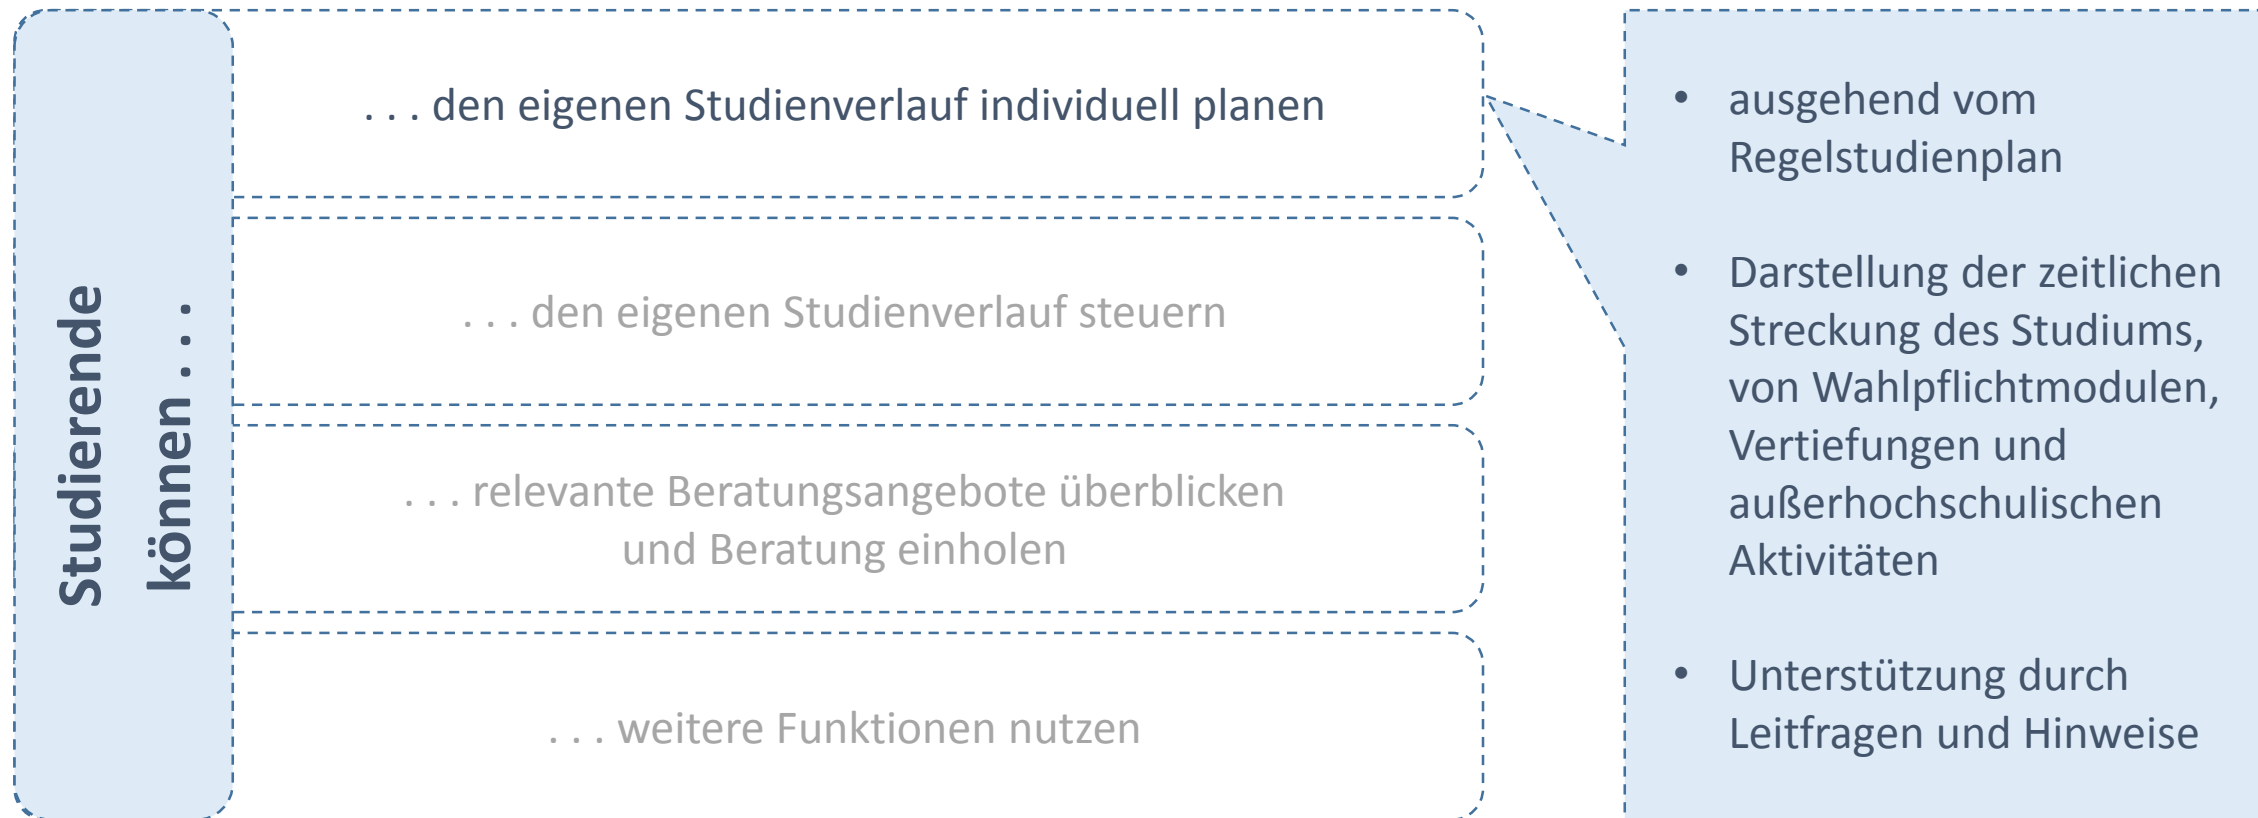 Studierende
können . . .
. . . den eigenen Studienverlauf individuell planen
. . . den eigenen Studienverlauf steuern
. . . relevante Beratungsangebote überblicken
und Beratung einholen
. . . weitere Funktionen nutzen
• ausgehend vom
Regelstudienplan
• Darstellung der zeitlichen
Streckung des Studiums,
von Wahlpflichtmodulen,
Vertiefungen und
außerhochschulischen
Aktivitäten
• Unterstützung durch
Leitfragen und Hinweise